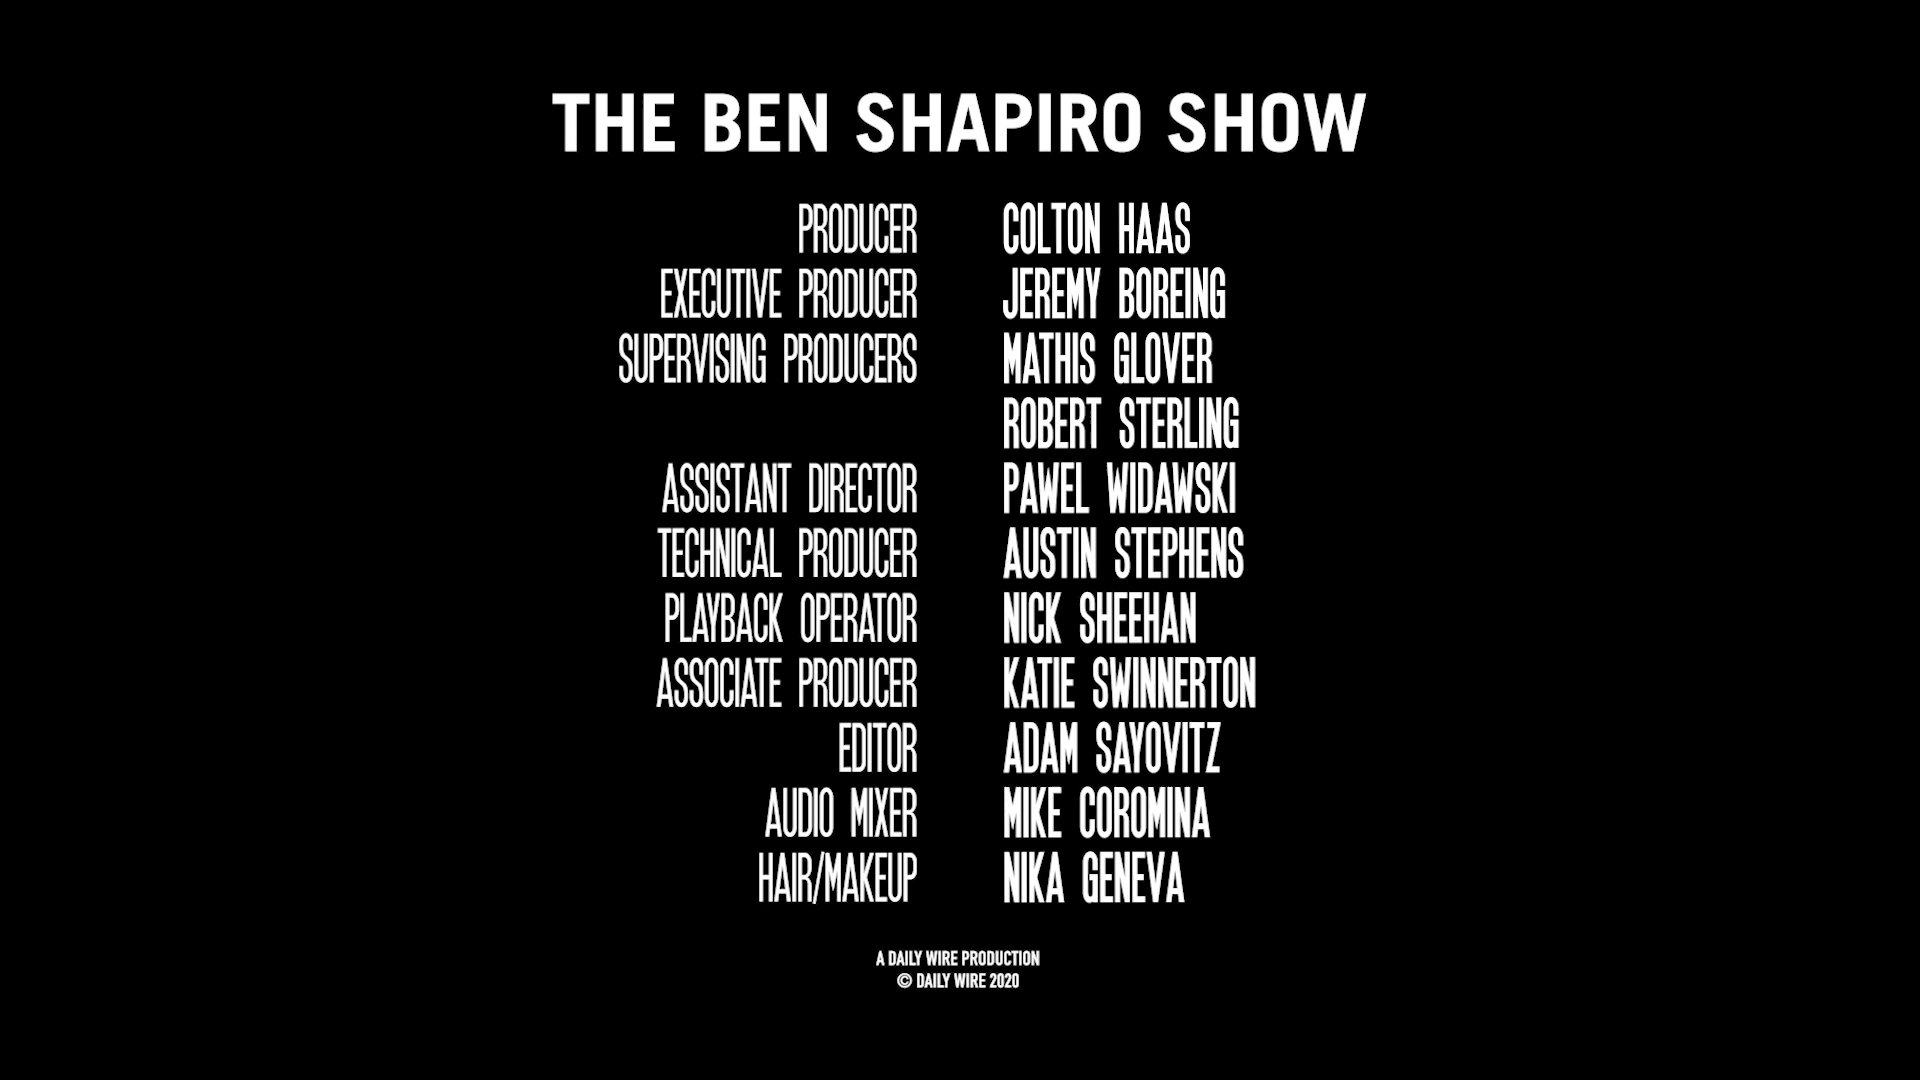 THE BEN SHAPIRO SHOW
PRODUCER COLTON HAAS
EXECUTIVE PRODUCER JEREMY BOREING
SUPERVISING PRODUCERS MATHIS GLOVER
ROBERT STERLING
ASSISTANT DIRECTOR PAWEL WIDAWSKI
TECHNICAL PRODUCER AUSTIN STEPHENS
PLAYBACK OPERATOR NICK SHEEHAN
ASSOCIATE PRODUCER KATIE SWINNERTON
EDITOR ADAM SAYOVITZ
AUDIO MIXER MIKE COROMINA
HAIR/MAKEUP NIKA GENEVA
A DAILY WIRE PRODUCTION
© DAILY WIRE 2020